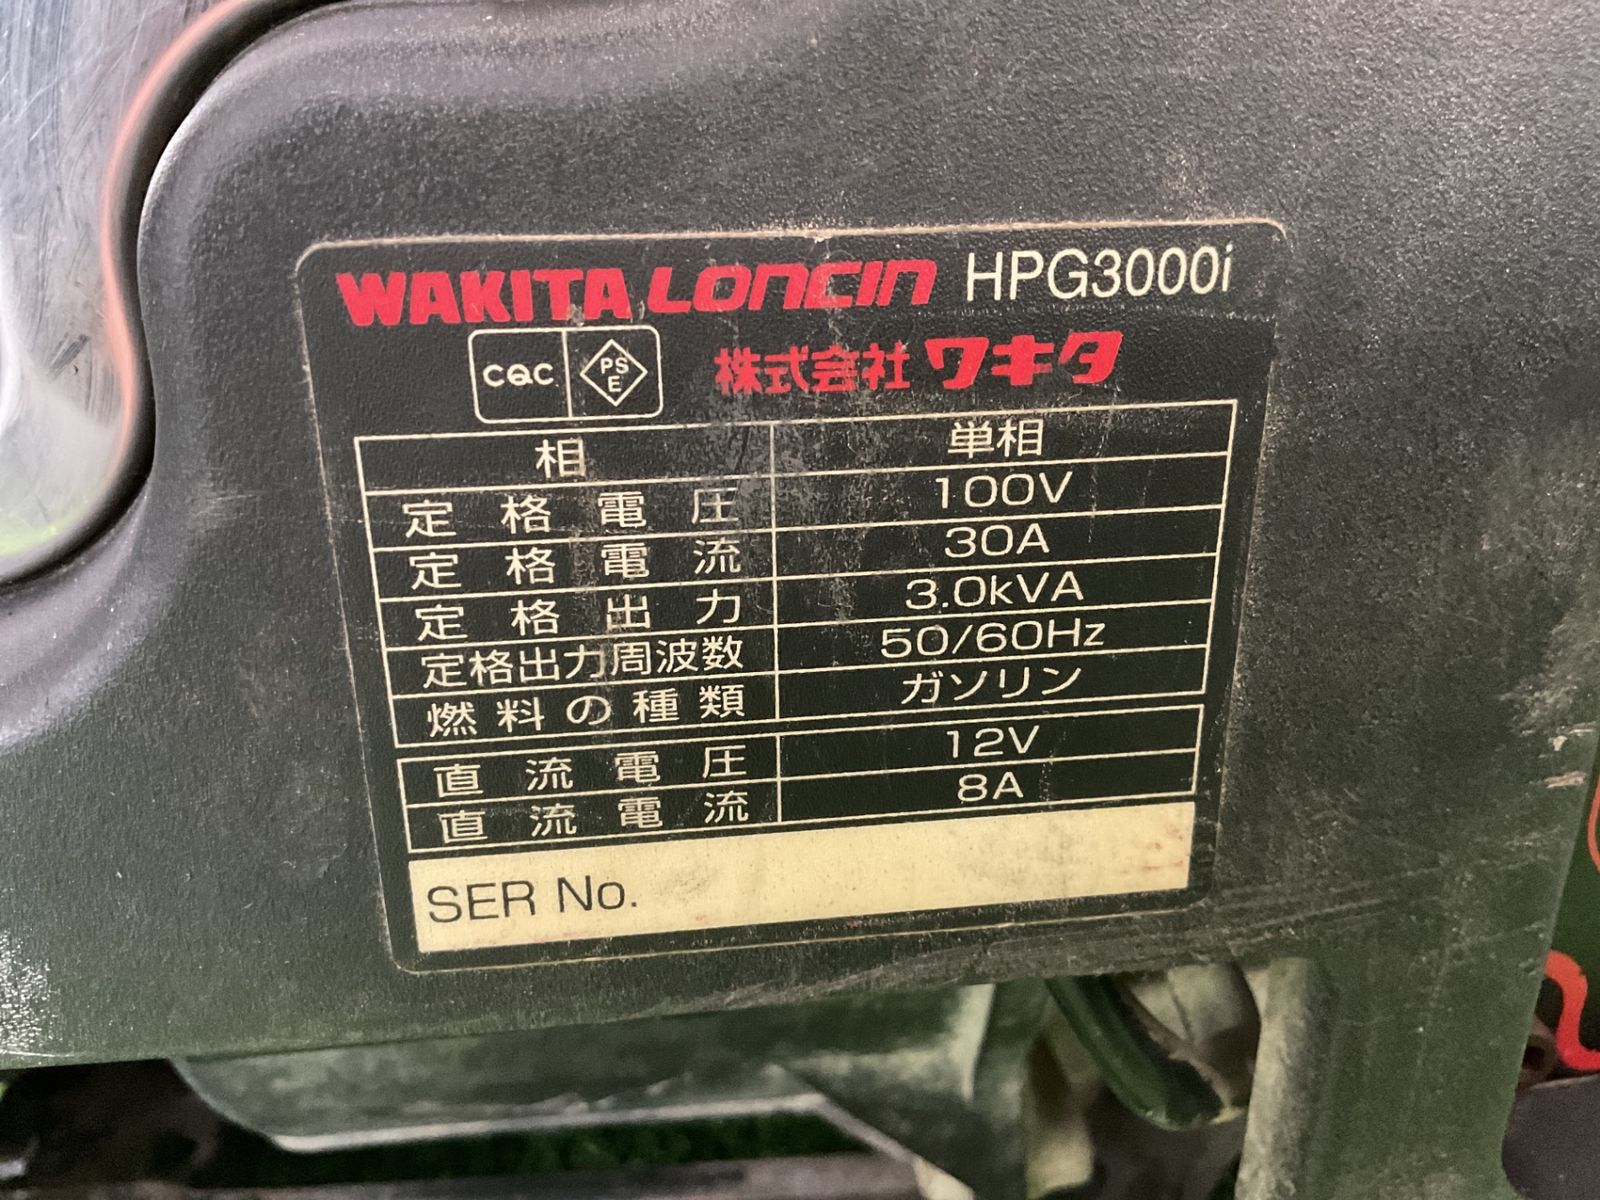 WAKITA LONCIN HPG3000i
CQC PSE 株式会社 ワキタ
相 単相
定格電圧 100V
定格電流 30A
定格出力 3.0kVA
定格出力周波数 50/60Hz
燃料の種類 ガソリン
直流電圧 12V
直流電流 8A
SER No.